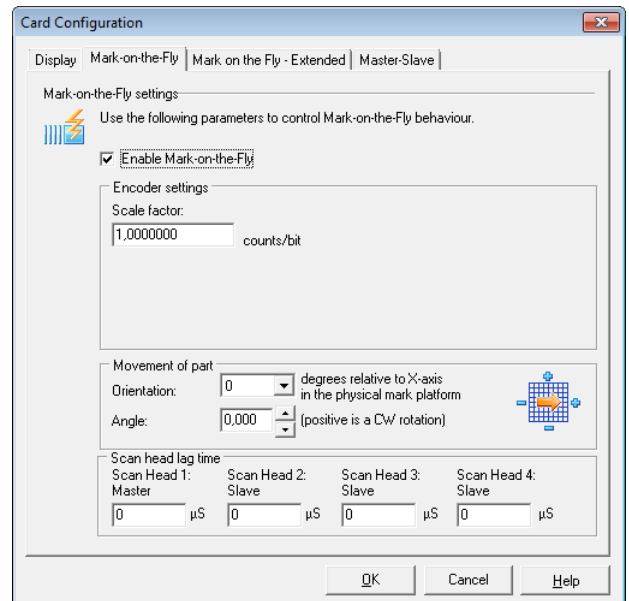 Card Configuration
Display Mark-on-the-Fly Mark on the Fly - Extended Master-Slave
Mark-on-the-Fly settings
Use the following parameters to control Mark-on-the-Fly behaviour.
Enable Mark-on-the-Fly
Encoder settings
Scale factor:
1,0000000 counts/bit
Movement of part
Orientation: 0 degrees relative to X-axis
in the physical mark platform
Angle: 0,000 (positive is a CW rotation)
Scan head lag time
Scan Head 1: Scan Head 2: Scan Head 3: Scan Head 4:
Master Slave Slave Slave
0 µS 0 µS 0 µS 0 µS
OK Cancel Help